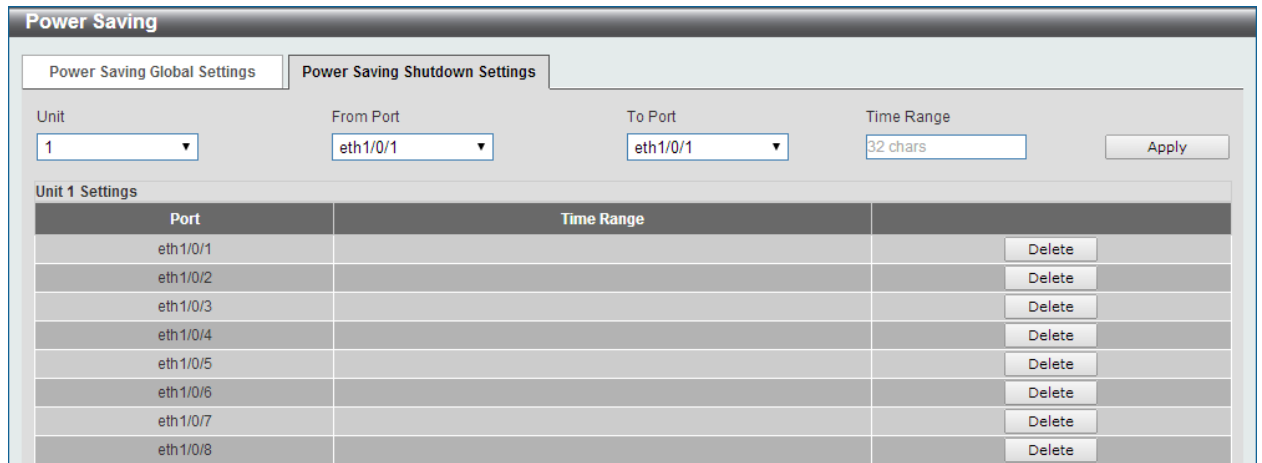 Power Saving
Power Saving Global Settings Power Saving Shutdown Settings
Unit From Port To Port Time Range
1 eth1/0/1 eth1/0/1 32 chars Apply
Unit 1 Settings
Port Time Range
eth1/0/1 Delete
eth1/0/2 Delete
eth1/0/3 Delete
eth1/0/4 Delete
eth1/0/5 Delete
eth1/0/6 Delete
eth1/0/7 Delete
eth1/0/8 Delete